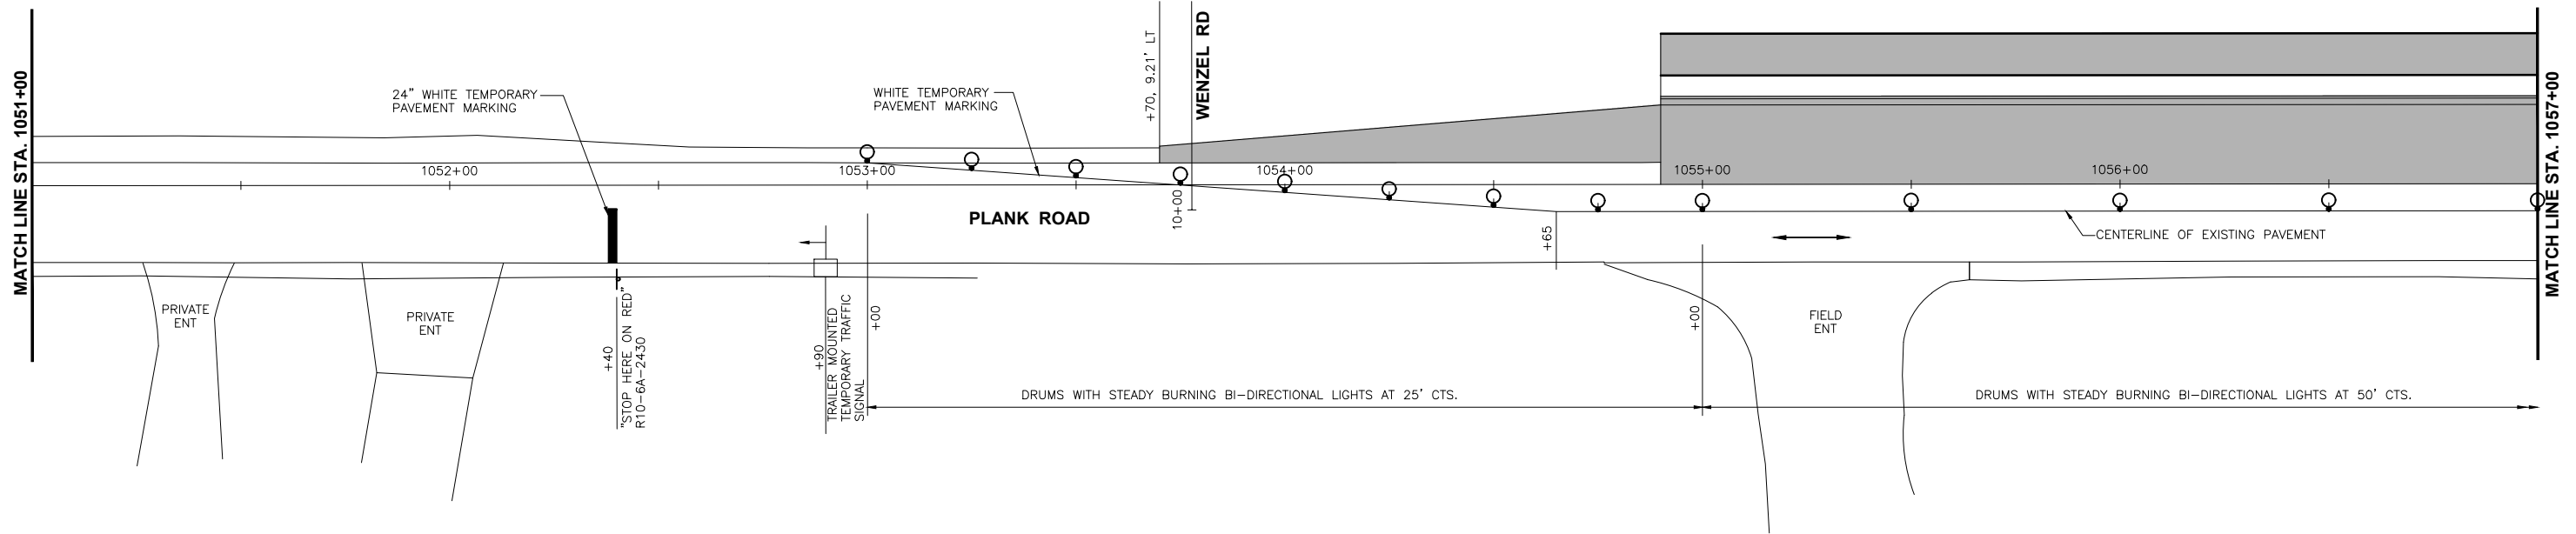 MATCH LINE STA. 1051+00
24" WHITE TEMPORARY
PAVEMENT MARKING
WHITE TEMPORARY
PAVEMENT MARKING
+70, 9.21' LT
WENZEL RD
MATCH LINE STA. 1057+00
1052+00
1053+00
1054+00
1055+00
1056+00
PLANK ROAD
10+00
+65
CENTERLINE OF EXISTING PAVEMENT
PRIVATE
ENT
PRIVATE
ENT
+40
"STOP HERE ON RED"
R10-6A-2430
+90
TRAILER MOUNTED
TEMPORARY TRAFFIC
SIGNAL
+00
+00
FIELD
ENT
DRUMS WITH STEADY BURNING BI-DIRECTIONAL LIGHTS AT 25' CTS.
DRUMS WITH STEADY BURNING BI-DIRECTIONAL LIGHTS AT 50' CTS.